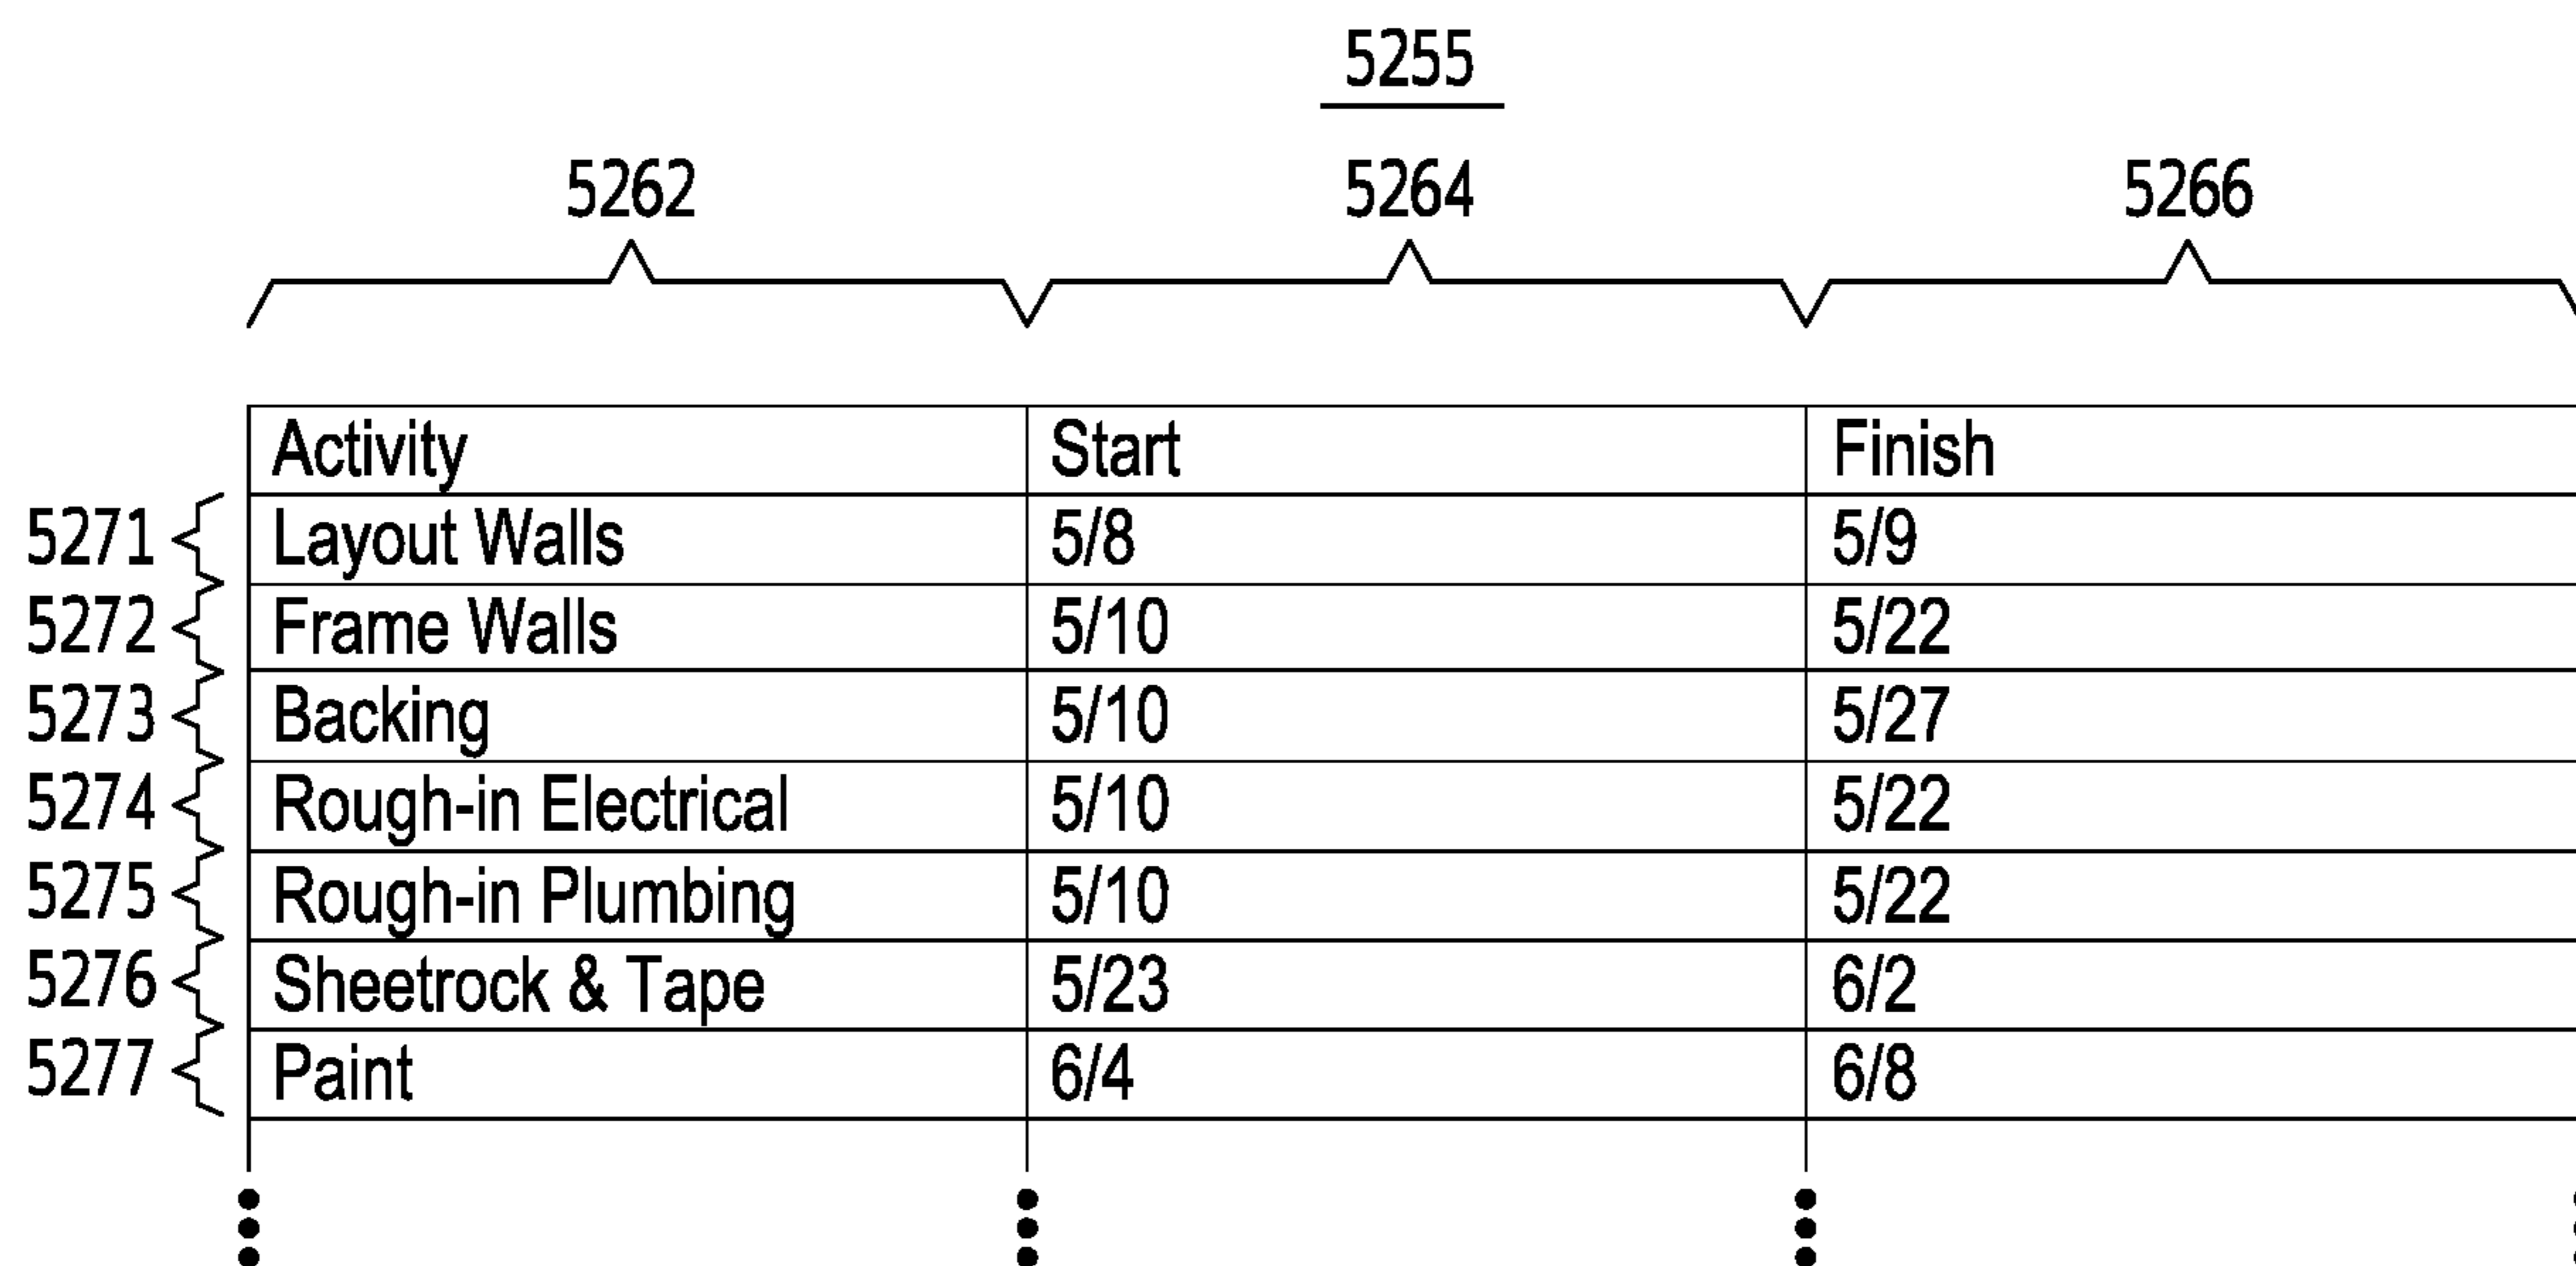 5255
5262 5264 5266
Activity Start Finish
5271 Layout Walls 5/8 5/9
5272 Frame Walls 5/10 5/22
5273 Backing 5/10 5/27
5274 Rough-in Electrical 5/10 5/22
5275 Rough-in Plumbing 5/10 5/22
5276 Sheetrock & Tape 5/23 6/2
5277 Paint 6/4 6/8